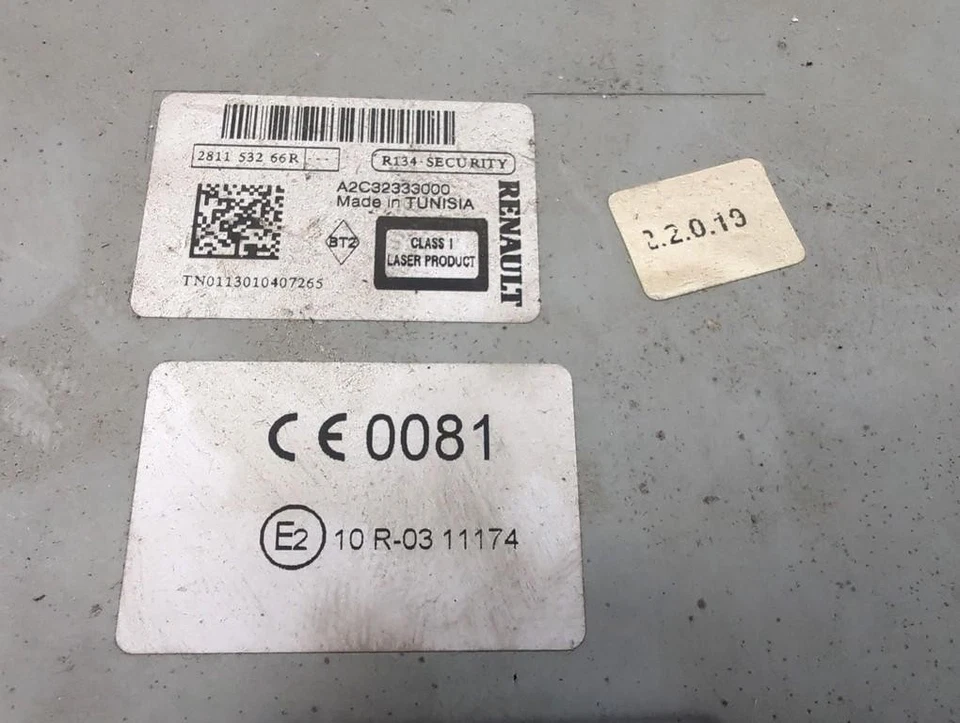 2811 532 66R --
R134-SECURITY
A2C32333000
Made in TUNISIA
BT2
CLASS 1
LASER PRODUCT
RENAULT
TN0113010407265
2.2.0.19
CE 0081
E2 10 R-03 11174